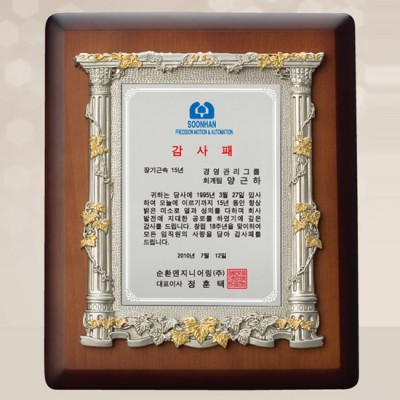 SOONHAN
PRECISION MOTION & AUTOMATION
감 사 패
장기근속 15년
경영관리그룹
회계팀 양근하
귀하는 당사에 1995년 3월 27일 입사
하여 오늘에 이르기까지 15년 동안 항상
밝은 미소로 열과 성의를 다하며 회사
발전에 지대한 공로를 하였기에 깊은
감사를 드립니다. 창립 18주년을 맞이하여
모든 임직원의 사랑을 담아 감사패를
드립니다.
2010년 7월 12일
순환엔지니어링(주)
대표이사 정 훈 택